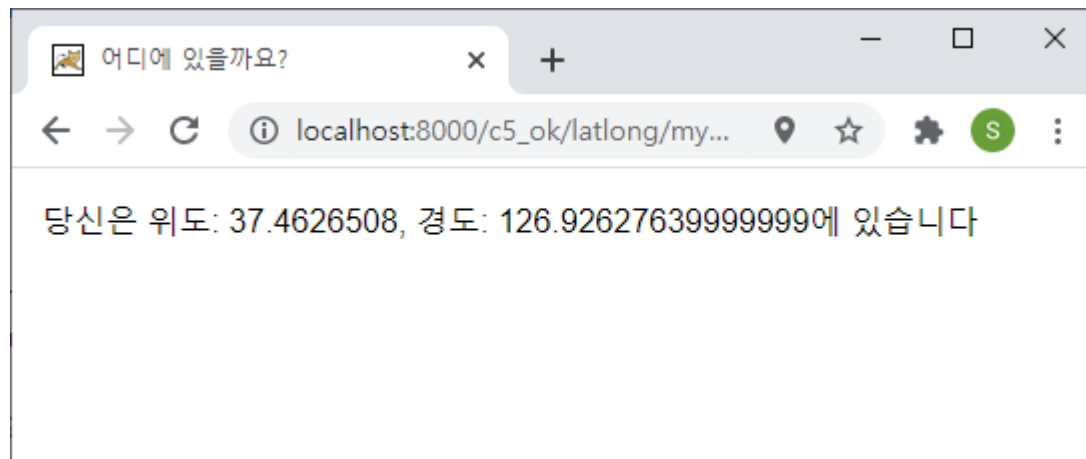 어디에 있을까요?
localhost:8000/c5_ok/latlong/my...
S
당신은 위도: 37.4626508, 경도: 126.92627639999999에 있습니다